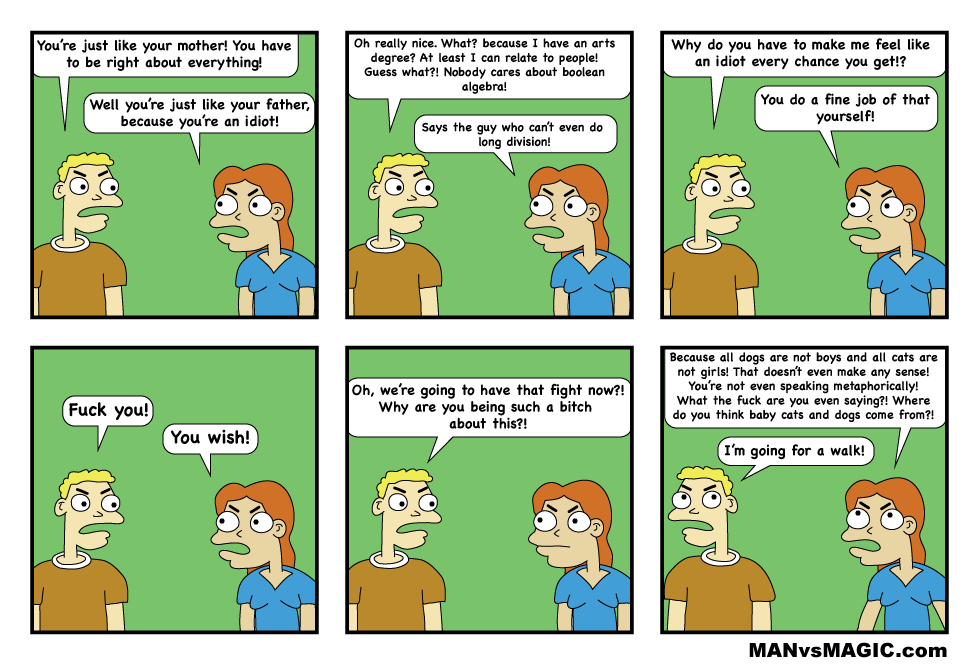 You're just like your mother! You have
to be right about everything!
Well you're just like your father,
because you're an idiot!
Oh really nice. What? because I have an arts
degree? At least I can relate to people!
Guess what?! Nobody cares about boolean
algebra!
Says the guy who can't even do
long division!
Why do you have to make me feel like
an idiot every chance you get!?
You do a fine job of that
yourself!
Fuck you!
You wish!
Oh, we're going to have that fight now?!
Why are you being such a bitch
about this?!
Because all dogs are not boys and all cats are
not girls! That doesn't even make any sense!
You're not even speaking metaphorically!
What the fuck are you even saying?! Where
do you think baby cats and dogs come from?!
I'm going for a walk!
MANvsMAGIC.com